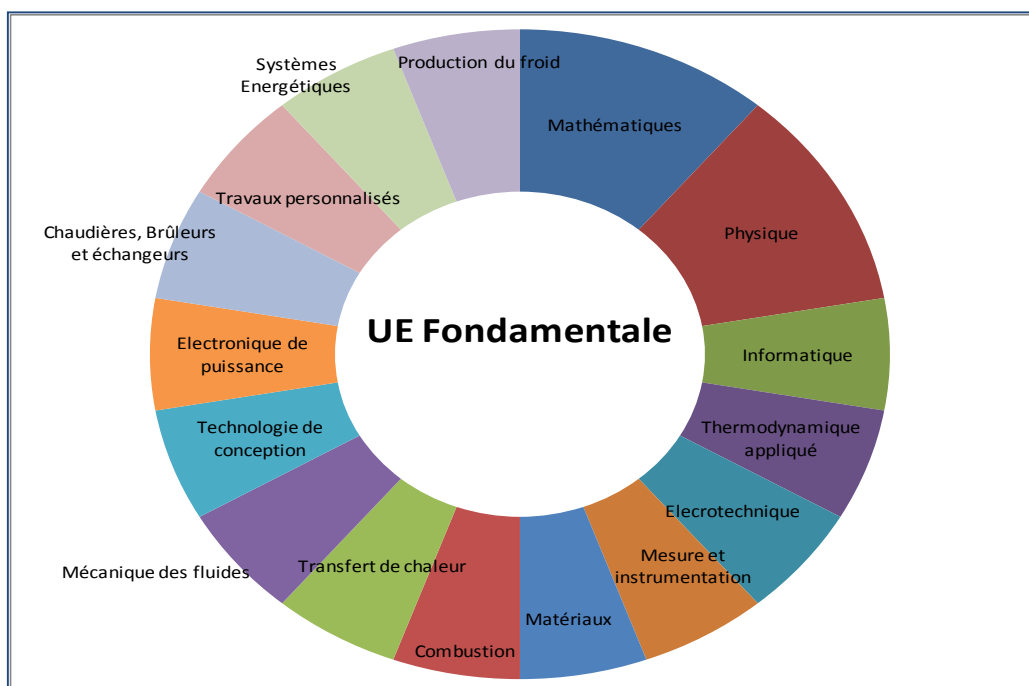 UE Fondamentale
Mathématiques
Physique
Informatique
Thermodynamique
appliqué
Elecrotechnique
Mesure et
instrumentation
Matériaux
Combustion
Transfert de chaleur
Mécanique des fluides
Technologie de
conception
Electronique de
puissance
Chaudières, Brûleurs
et échangeurs
Travaux personnalisés
Systèmes
Energétiques
Production du froid